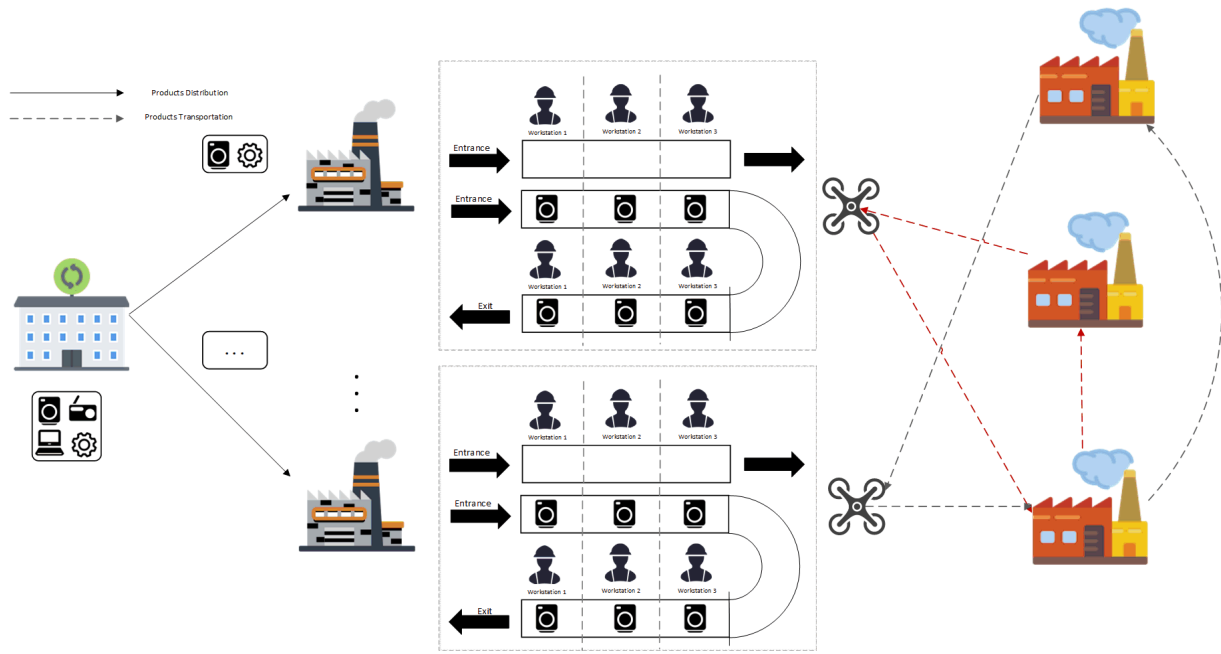 Products Distribution
Products Transportation
...
Workstation 1
Workstation 2
Workstation 3
Entrance
Entrance
Workstation 1
Workstation 2
Workstation 3
Exit
Workstation 1
Workstation 2
Workstation 3
Entrance
Entrance
Workstation 1
Workstation 2
Workstation 3
Exit